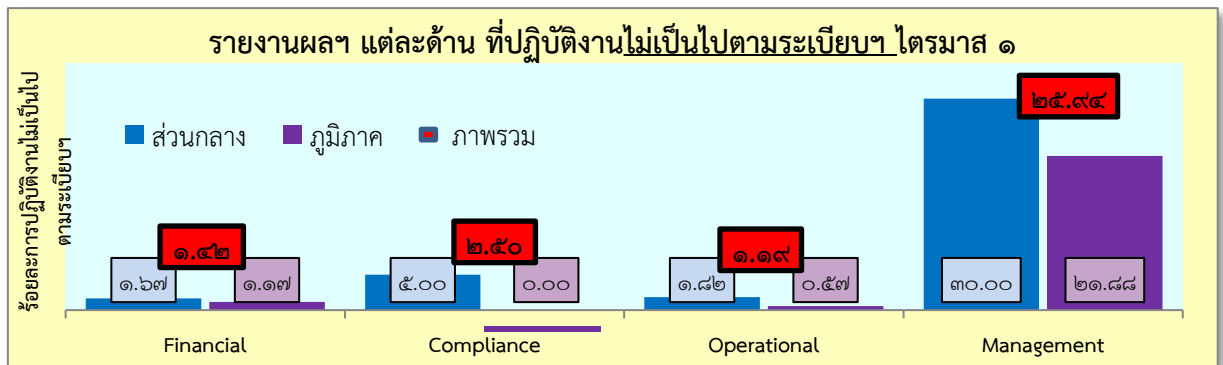 รายงานผลฯ แต่ละด้าน ที่ปฏิบัติงานไม่เป็นไปตามระเบียบฯ ไตรมาส ๑
ร้อยละการปฏิบัติงานไม่เป็นไป
ตามระเบียบฯ
ส่วนกลาง ภูมิภาค ภาพรวม
๑.๔๒ ๒.๕๐ ๑.๑๙ ๒๕.๙๔
๑.๖๗ ๑.๑๗ ๕.๐๐ ๐.๐๐ ๑.๘๒ ๐.๕๗ ๓๐.๐๐ ๒๑.๘๘
Financial Compliance Operational Management